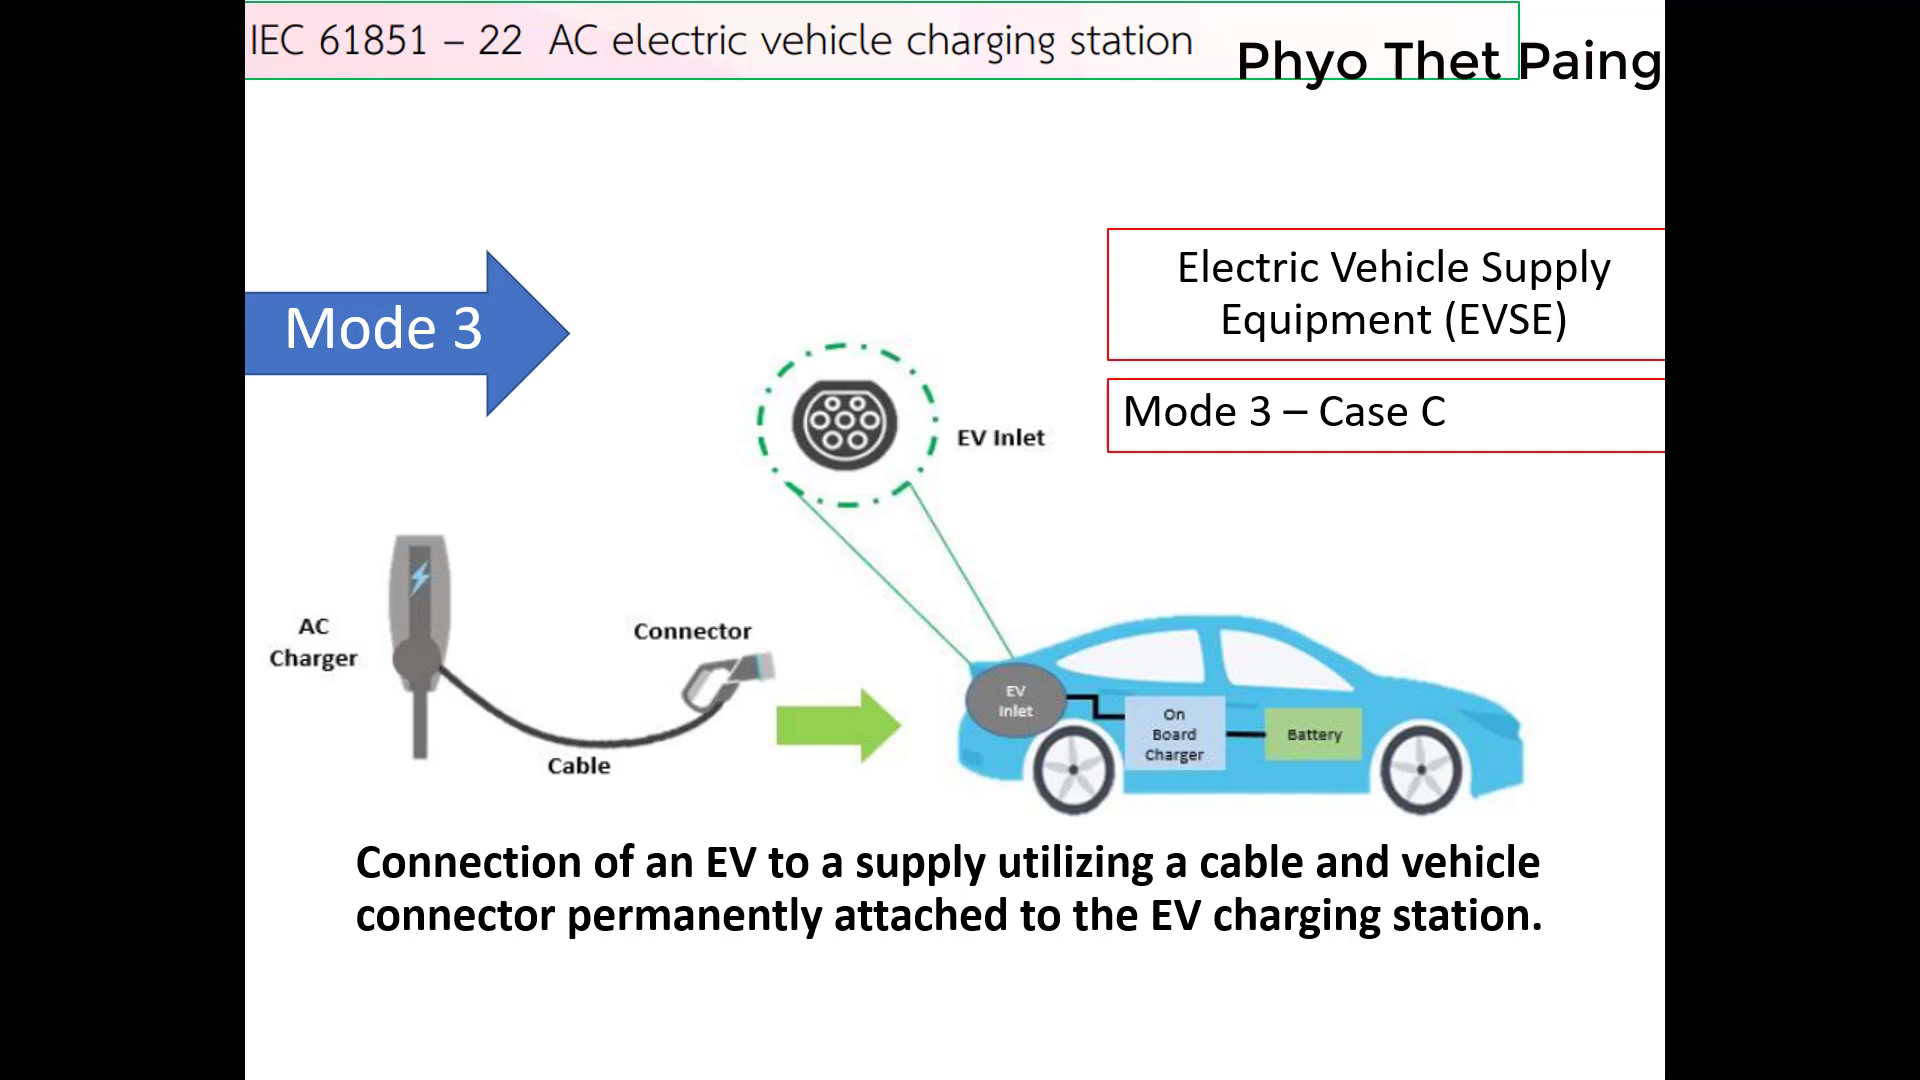 IEC 61851 – 22 AC electric vehicle charging station
Phyo Thet Paing
Mode 3
Electric Vehicle Supply
Equipment (EVSE)
Mode 3 – Case C
EV Inlet
AC
Charger
Connector
Cable
EV
Inlet
On
Board
Charger
Battery
Connection of an EV to a supply utilizing a cable and vehicle
connector permanently attached to the EV charging station.